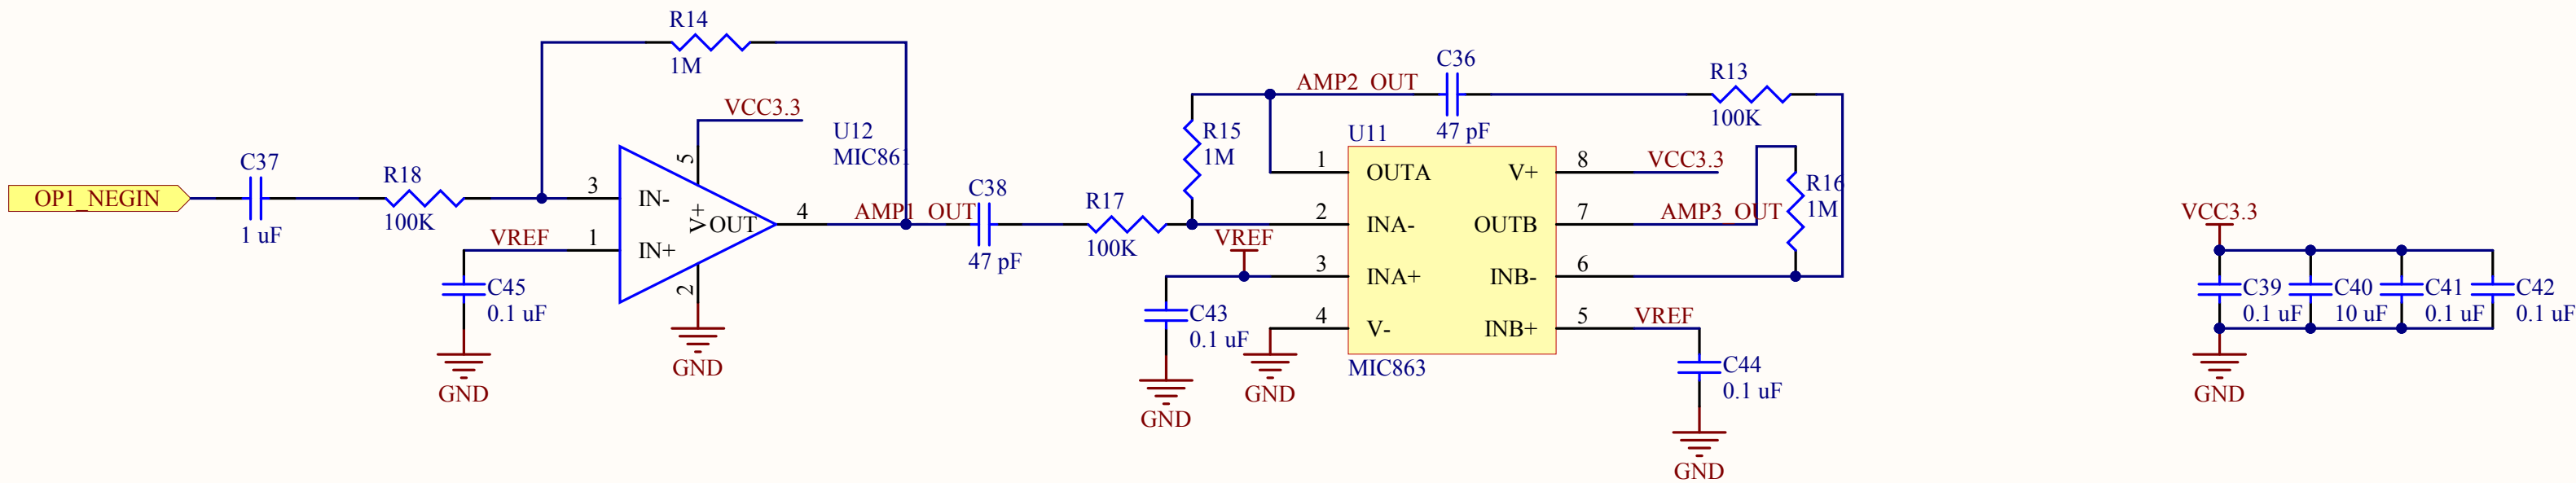 R14
1M
VCC3.3
U12
MIC861
C37
1 uF
OP1_NEGIN
R18
100K
3
IN-
5
V+
OUT
4
AMP1_OUT
VREF
1
IN+
2
GND
C45
0.1 uF
GND
C38
47 pF
R17
100K
AMP2_OUT
C36
47 pF
R13
100K
R15
1M
U11
1
OUTA
V+
8
VCC3.3
2
INA-
OUTB
7
AMP3_OUT
R16
1M
VREF
3
INA+
INB-
6
4
V-
INB+
5
VREF
MIC863
C43
0.1 uF
GND
GND
C44
0.1 uF
GND
VCC3.3
C39
0.1 uF
C40
10 uF
C41
0.1 uF
C42
0.1 uF
GND